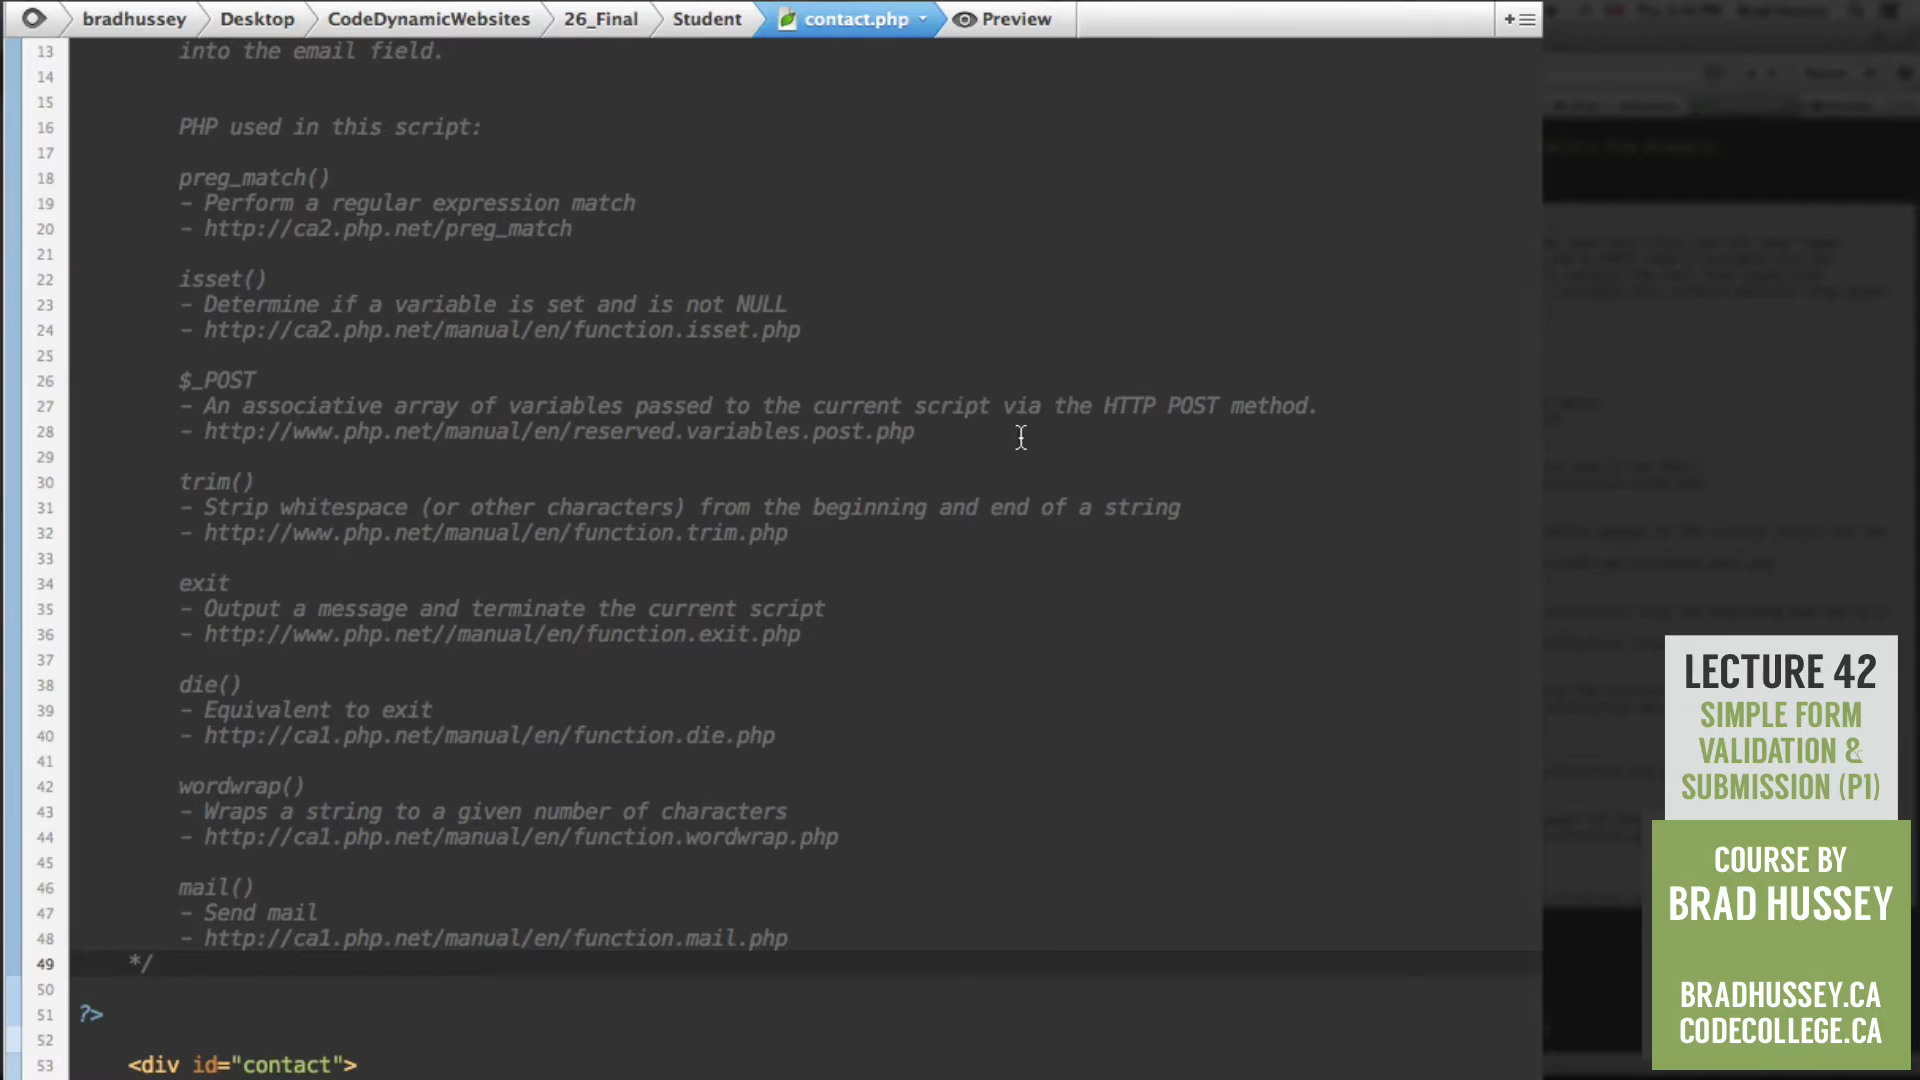 bradhussey Desktop CodeDynamicWebsites 26_Final Student contact.php Preview
13 into the email field.
14
15
16 PHP used in this script:
17
18 preg_match()
19 - Perform a regular expression match
20 - http://ca2.php.net/preg_match
21
22 isset()
23 - Determine if a variable is set and is not NULL
24 - http://ca2.php.net/manual/en/function.isset.php
25
26 $_POST
27 - An associative array of variables passed to the current script via the HTTP POST method.
28 - http://www.php.net/manual/en/reserved.variables.post.php
29
30 trim()
31 - Strip whitespace (or other characters) from the beginning and end of a string
32 - http://www.php.net/manual/en/function.trim.php
33
34 exit
35 - Output a message and terminate the current script
36 - http://www.php.net//manual/en/function.exit.php
37
38 die()
39 - Equivalent to exit
40 - http://ca1.php.net/manual/en/function.die.php
41
42 wordwrap()
43 - Wraps a string to a given number of characters
44 - http://ca1.php.net/manual/en/function.wordwrap.php
45
46 mail()
47 - Send mail
48 - http://ca1.php.net/manual/en/function.mail.php
49 */
50
51 ?>
52
53 <div id="contact">
LECTURE 42
SIMPLE FORM
VALIDATION &
SUBMISSION (P1)
COURSE BY
BRAD HUSSEY
BRADHUSSEY.CA
CODECOLLEGE.CA